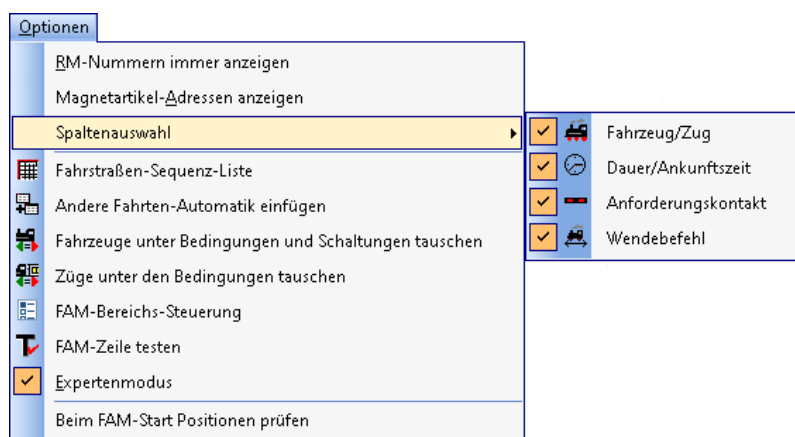 Optionen
RM-Nummern immer anzeigen
Magnetartikel-Adressen anzeigen
Spaltenauswahl
Fahrzeug/Zug
Dauer/Ankunftszeit
Anforderungskontakt
Wendebefehl
Fahrstraßen-Sequenz-Liste
Andere Fahrten-Automatik einfügen
Fahrzeuge unter Bedingungen und Schaltungen tauschen
Züge unter den Bedingungen tauschen
FAM-Bereichs-Steuerung
FAM-Zeile testen
Expertenmodus
Beim FAM-Start Positionen prüfen